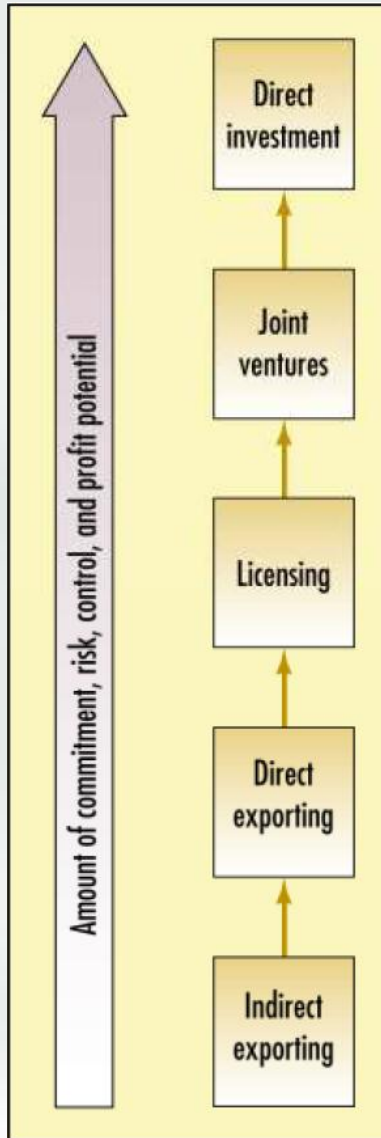 Amount of commitment, risk, control, and profit potential
Direct
investment
Joint
ventures
Licensing
Direct
exporting
Indirect
exporting